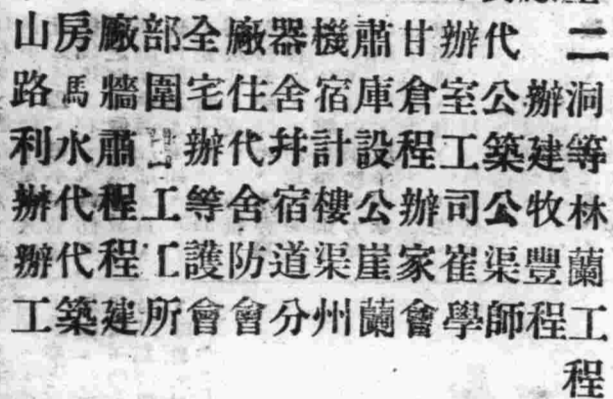 二 代辦甘蕭機器廠全部廠房山
洞辦公室倉庫宿舍住宅圍牆馬路
等建築工程設計并代辦甘蕭水利
林牧公司辦公樓宿舍等工程代辦
蘭豐渠崔家崖渠道防護工程代辦
工程師學會蘭州分會會所建築工
程